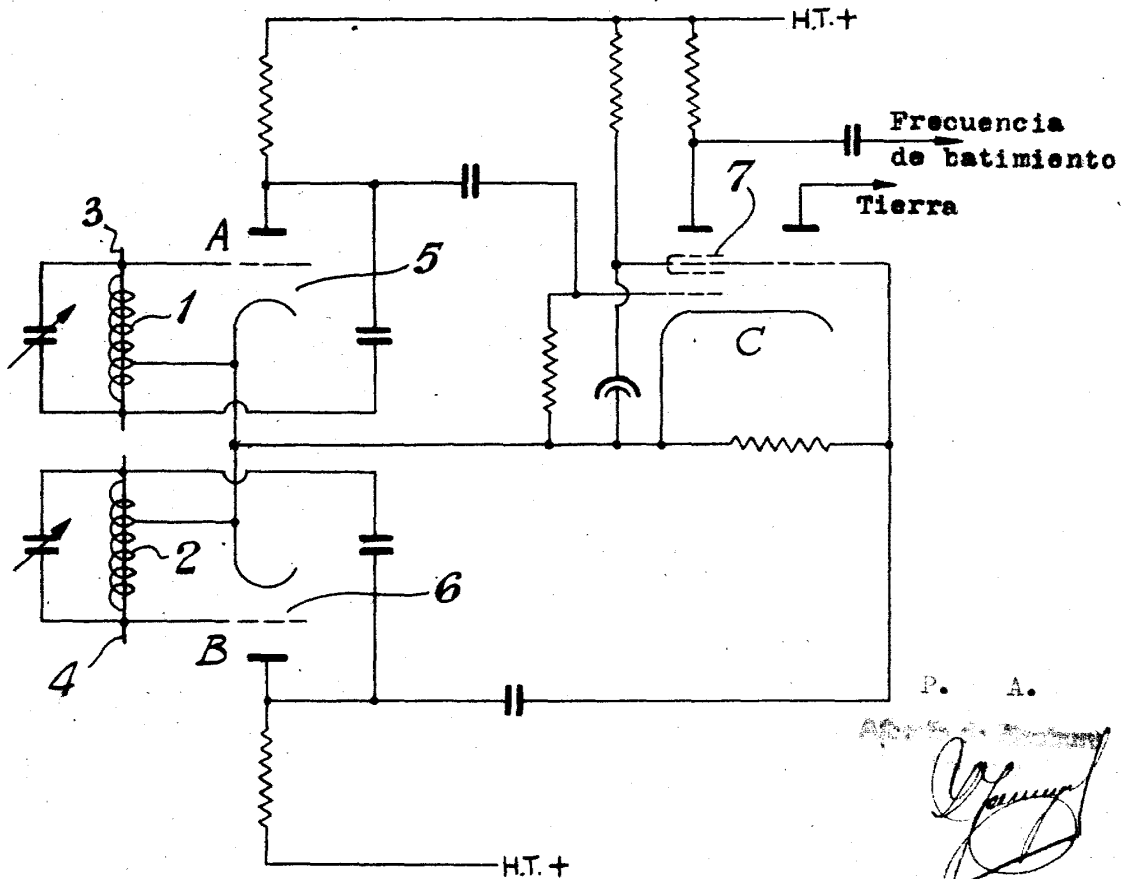 H.T. +
Frecuencia
de batimiento
Tierra
7
3
A
5
1
C
2
6
B
4
P. A.
H.T. +